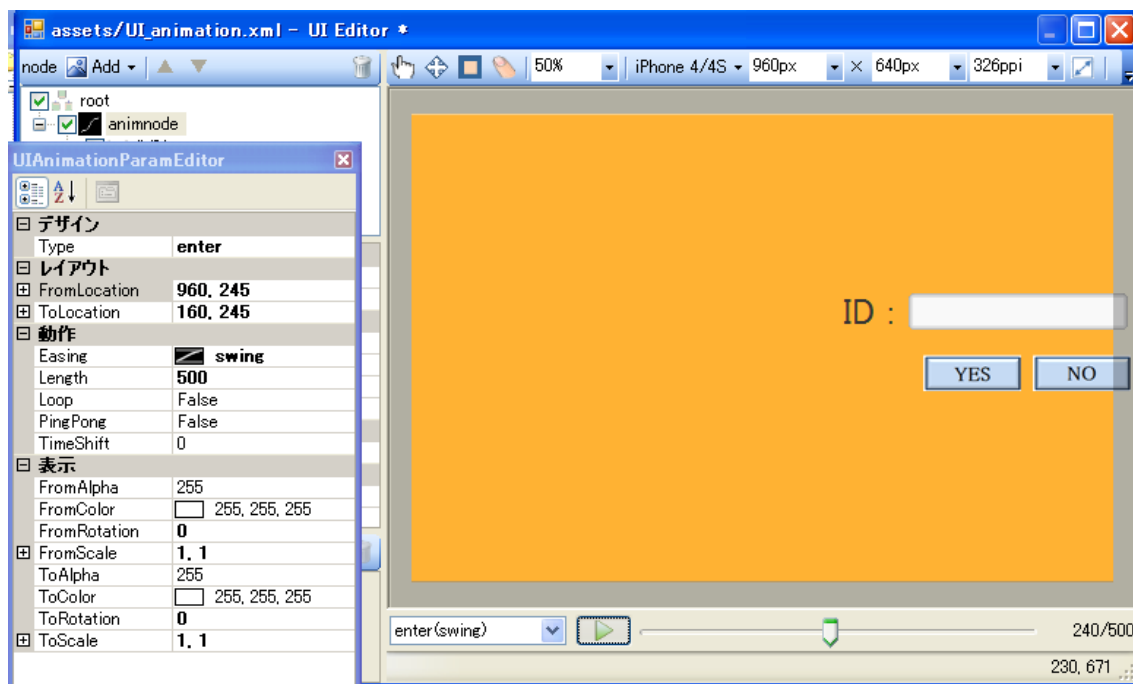 assets/UI_animation.xml - UI Editor *
node Add
50% iPhone 4/4S 960px × 640px 326ppi
root
animnode
UIAnimationParamEditor
デザイン
Type enter
レイアウト
FromLocation 960, 245
ToLocation 160, 245
動作
Easing swing
Length 500
Loop False
PingPong False
TimeShift 0
表示
FromAlpha 255
FromColor 255, 255, 255
FromRotation 0
FromScale 1, 1
ToAlpha 255
ToColor 255, 255, 255
ToRotation 0
ToScale 1, 1
ID :
YES NO
enter(swing) 240/500
230, 671